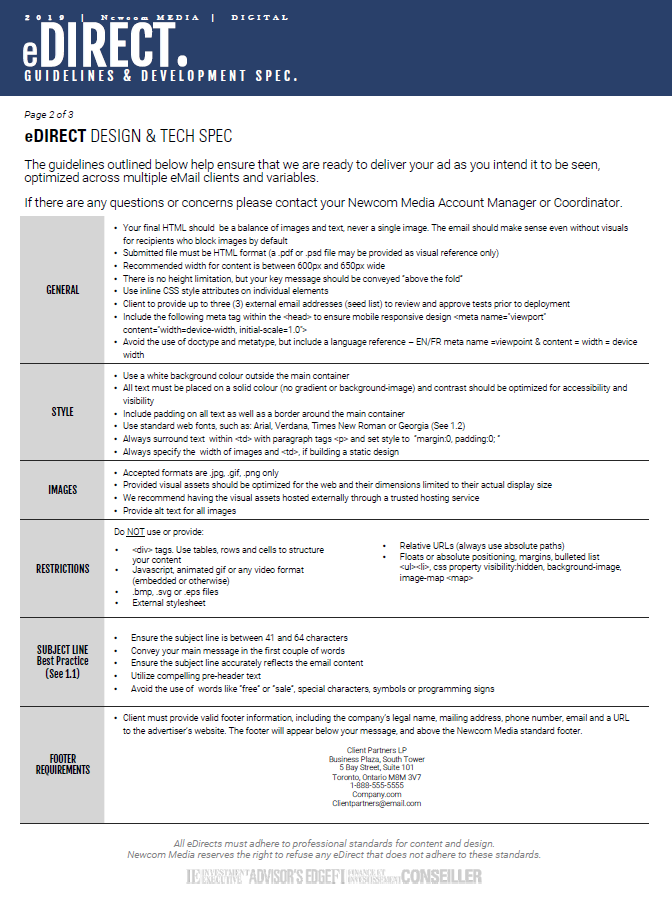 2019 | Newcom MEDIA | DIGITAL
eDIRECT.
GUIDELINES & DEVELOPMENT SPEC.
Page 2 of 3
eDIRECT DESIGN & TECH SPEC
The guidelines outlined below help ensure that we are ready to deliver your ad as you intend it to be seen,
optimized across multiple eMail clients and variables.
If there are any questions or concerns please contact your Newcom Media Account Manager or Coordinator.
GENERAL
• Your final HTML should be a balance of images and text, never a single image. The email should make sense even without visuals
for recipients who block images by default
• Submitted file must be HTML format (a .pdf or .psd file may be provided as visual reference only)
• Recommended width for content is between 600px and 650px wide
• There is no height limitation, but your key message should be conveyed "above the fold"
• Use inline CSS style attributes on individual elements
• Client to provide up to three (3) external email addresses (seed list) to review and approve tests prior to deployment
• Include the following meta tag within the <head> to ensure mobile responsive design <meta name="viewport"
content="width=device-width, initial-scale=1.0">
• Avoid the use of doctype and metatype, but include a language reference – EN/FR meta name =viewpoint & content = width = device
width
STYLE
• Use a white background colour outside the main container
• All text must be placed on a solid colour (no gradient or background-image) and contrast should be optimized for accessibility and
visibility
• Include padding on all text as well as a border around the main container
• Use standard web fonts, such as: Arial, Verdana, Times New Roman or Georgia (See 1.2)
• Always surround text within <td> with paragraph tags <p> and set style to "margin:0, padding:0; "
• Always specify the width of images and <td>, if building a static design
IMAGES
• Accepted formats are .jpg, .gif, .png only
• Provided visual assets should be optimized for the web and their dimensions limited to their actual display size
• We recommend having the visual assets hosted externally through a trusted hosting service
• Provide alt text for all images
RESTRICTIONS
Do NOT use or provide:
• <div> tags. Use tables, rows and cells to structure
your content
• Javascript, animated gif or any video format
(embedded or otherwise)
• .bmp, .svg or .eps files
• External stylesheet
• Relative URLs (always use absolute paths)
• Floats or absolute positioning, margins, bulleted list
<ul><li>, css property visibility:hidden, background-image,
image-map <map>
SUBJECT LINE
Best Practice
(See 1.1)
• Ensure the subject line is between 41 and 64 characters
• Convey your main message in the first couple of words
• Ensure the subject line accurately reflects the email content
• Utilize compelling pre-header text
• Avoid the use of words like "free" or "sale", special characters, symbols or programming signs
FOOTER
REQUIREMENTS
• Client must provide valid footer information, including the company's legal name, mailing address, phone number, email and a URL
to the advertiser's website. The footer will appear below your message, and above the Newcom Media standard footer.
Client Partners LP
Business Plaza, South Tower
5 Bay Street, Suite 101
Toronto, Ontario M8M 3V7
1-888-555-5555
Company.com
Clientpartners@email.com
All eDirects must adhere to professional standards for content and design.
Newcom Media reserves the right to refuse any eDirect that does not adhere to these standards.
IE INVESTMENT EXECUTIVE ADVISOR'S EDGE FI FINANCE ET INVESTISSEMENT CONSEILLER